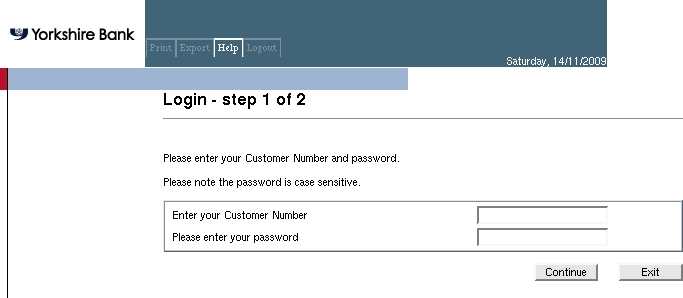 Yorkshire Bank
Print Export Help Logout
Saturday, 14/11/2009
Login - step 1 of 2
Please enter your Customer Number and password.
Please note the password is case sensitive.
Enter your Customer Number
Please enter your password
Continue Exit